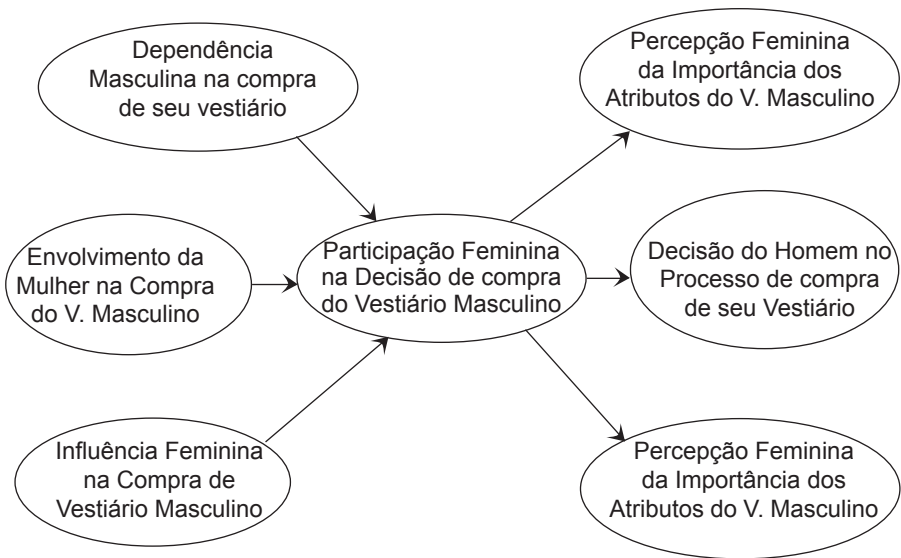 Dependência
Masculina na compra
de seu vestiário
Percepção Feminina
da Importância dos
Atributos do V. Masculino
Envolvimento da
Mulher na Compra
do V. Masculino
Participação Feminina
na Decisão de compra
do Vestiário Masculino
Decisão do Homem no
Processo de compra
de seu Vestiário
Influência Feminina
na Compra de
Vestiário Masculino
Percepção Feminina
da Importância dos
Atributos do V. Masculino